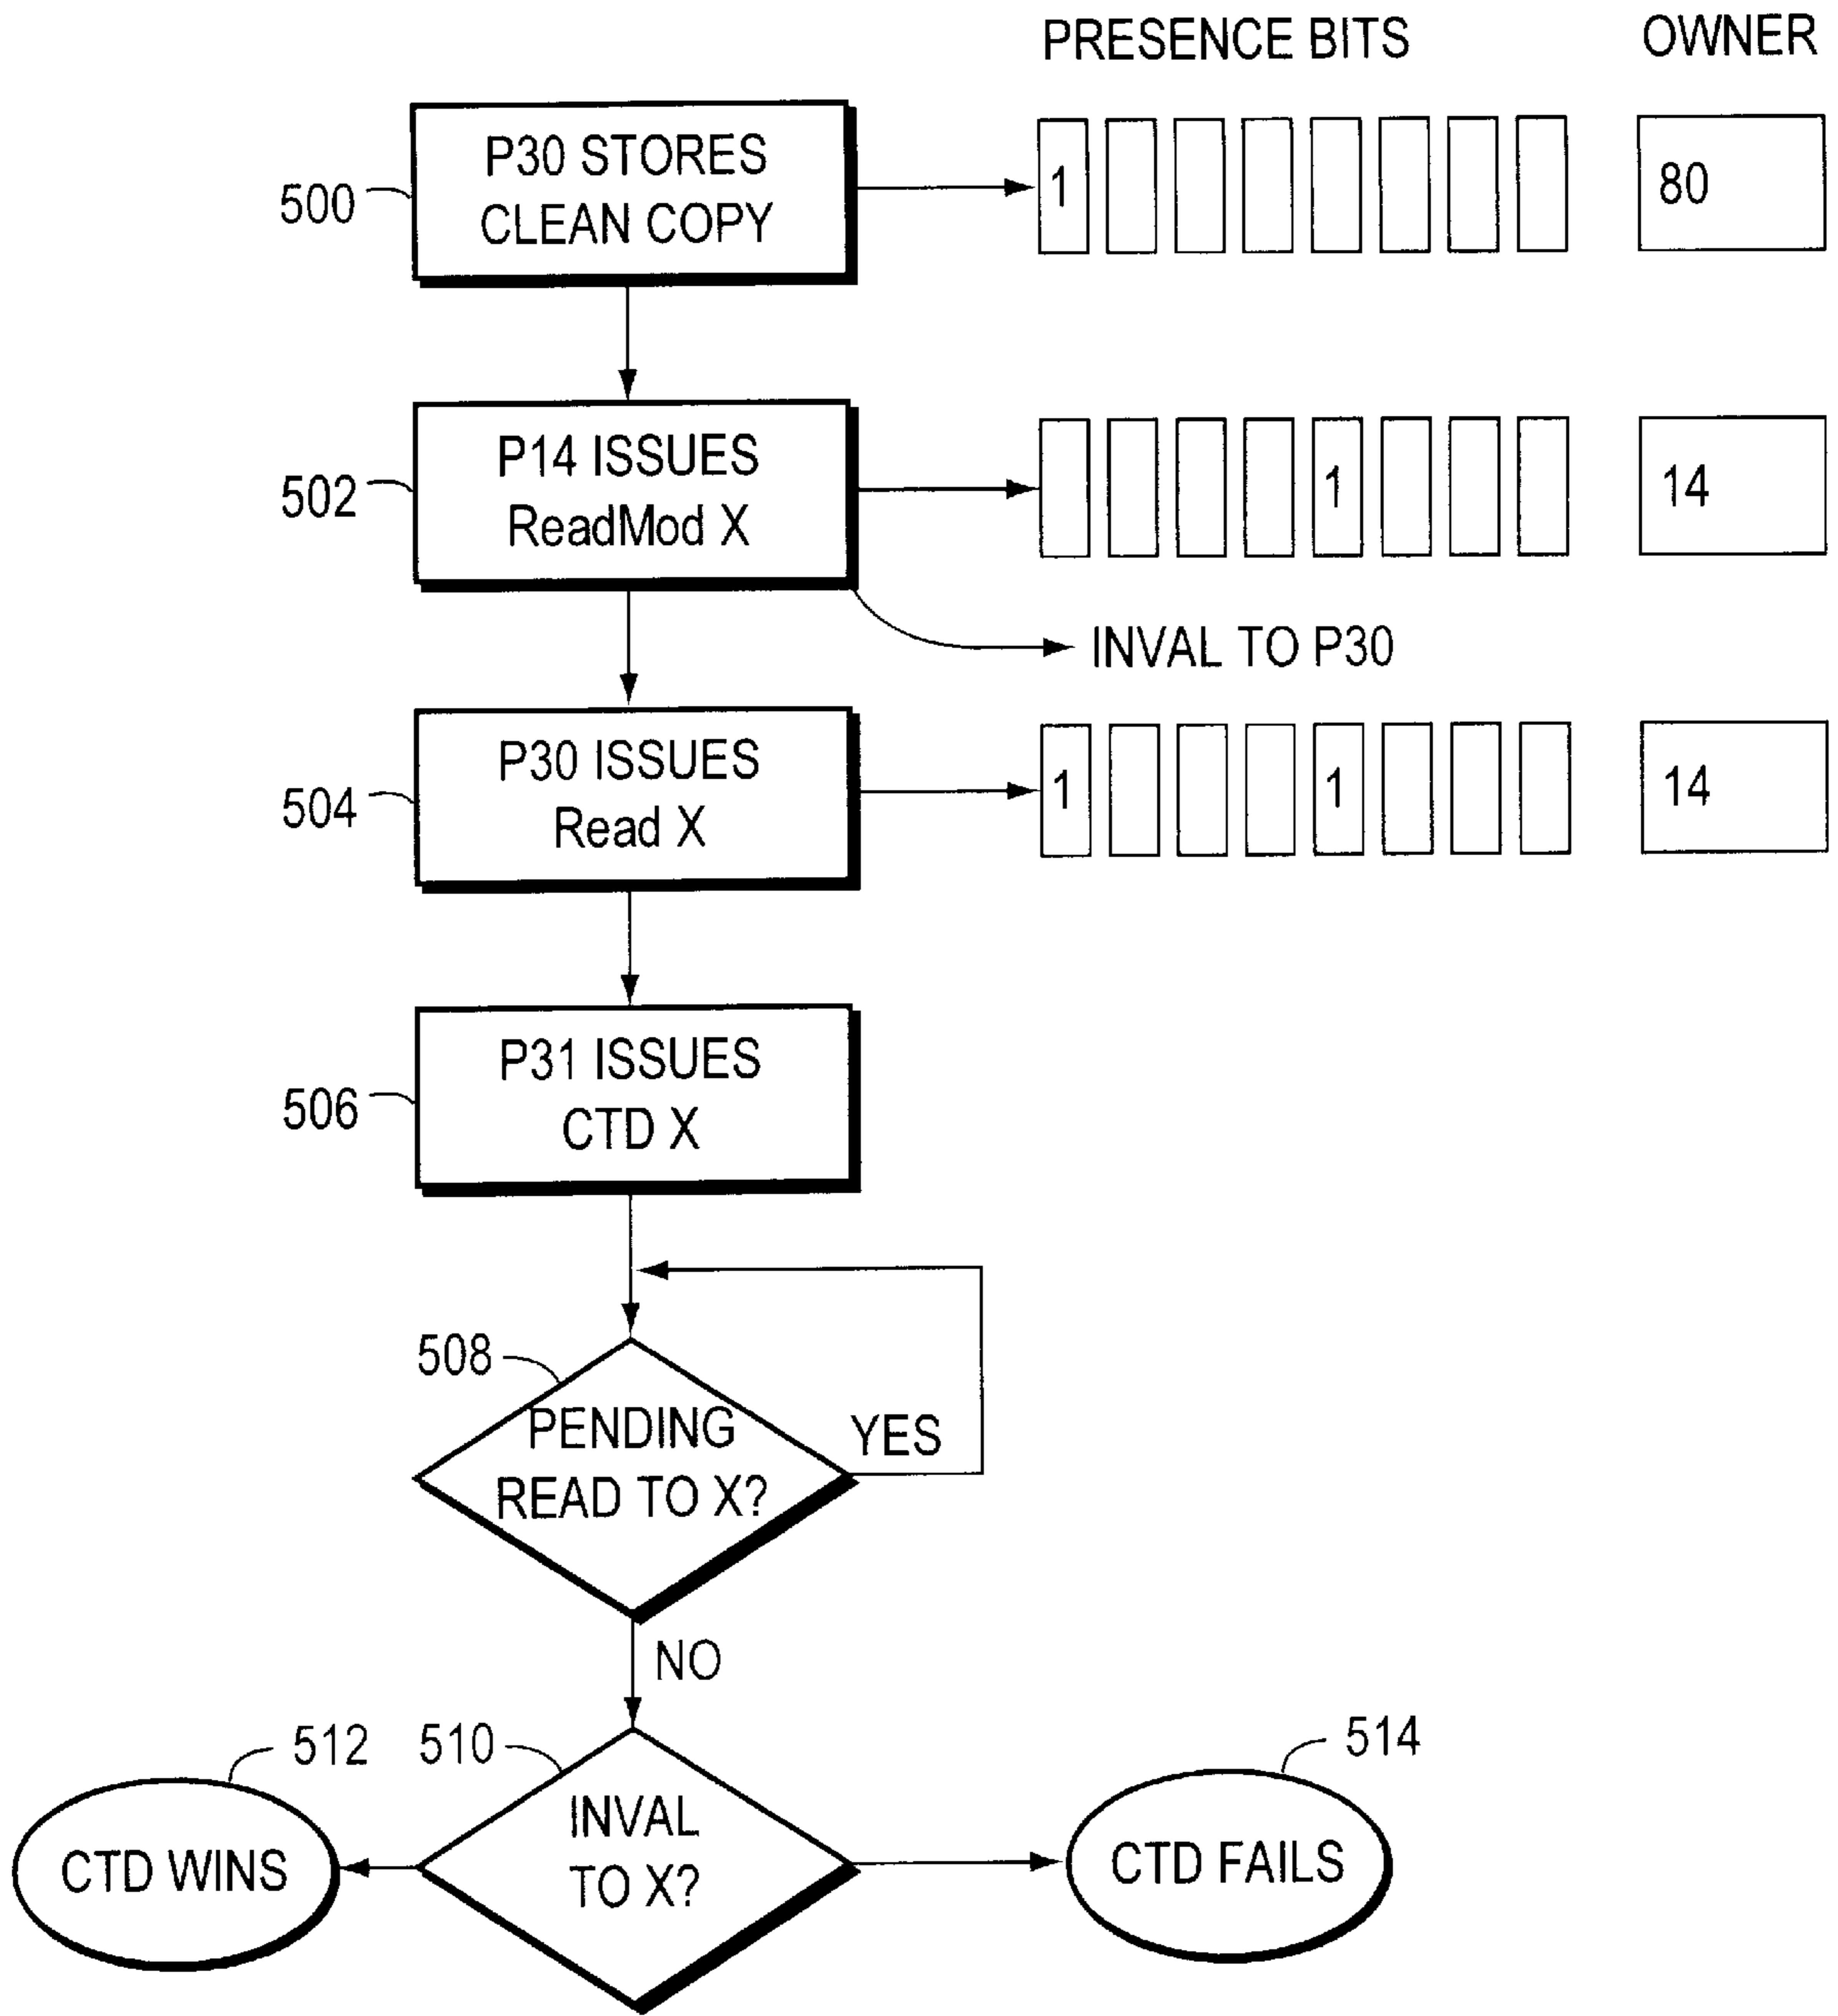 PRESENCE BITS OWNER
500
P30 STORES
CLEAN COPY
1
80
502
P14 ISSUES
ReadMod X
1
14
INVAL TO P30
504
P30 ISSUES
Read X
1 1
14
506
P31 ISSUES
CTD X
508
PENDING
READ TO X?
YES
NO
512
CTD WINS
510
INVAL
TO X?
514
CTD FAILS